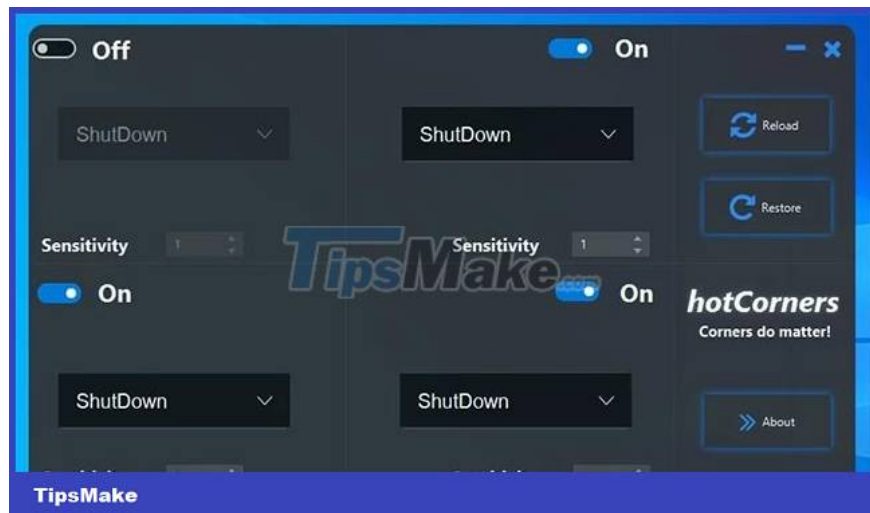 Off
On
ShutDown
ShutDown
Reload
Restore
Sensitivity 1
Sensitivity 1
TipsMake.com
On
On
hotCorners
Corners do matter!
ShutDown
ShutDown
About
TipsMake